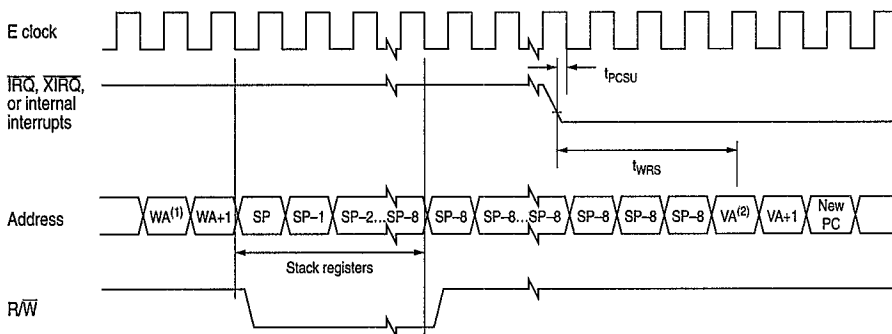 E clock
tPCSU
IRQ, XIRQ,
or internal
interrupts
tWRS
Address
WA(1) WA+1 SP SP–1 SP–2...SP–8 SP–8 SP–8...SP–8 SP–8 SP–8 SP–8 VA(2) VA+1 New PC
Stack registers
R/W